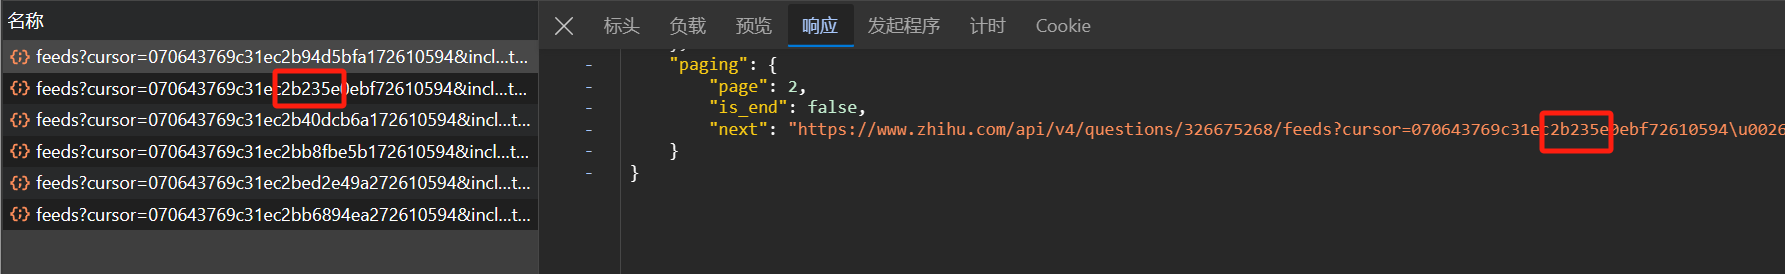 名称
feeds?cursor=070643769c31ec2b94d5bfa172610594&incl...t...
feeds?cursor=070643769c31ec2b235e0ebf72610594&incl...t...
feeds?cursor=070643769c31ec2b40dcb6a172610594&incl...t...
feeds?cursor=070643769c31ec2bb8fbe5b172610594&incl...t...
feeds?cursor=070643769c31ec2bed2e49a272610594&incl...t...
feeds?cursor=070643769c31ec2bb6894ea272610594&incl...t...
标头 负载 预览 响应 发起程序 计时 Cookie
- "paging": {
- "page": 2,
- "is_end": false,
- "next": "https://www.zhihu.com/api/v4/questions/326675268/feeds?cursor=070643769c31ec2b235e0ebf72610594\u0026
- }
- }